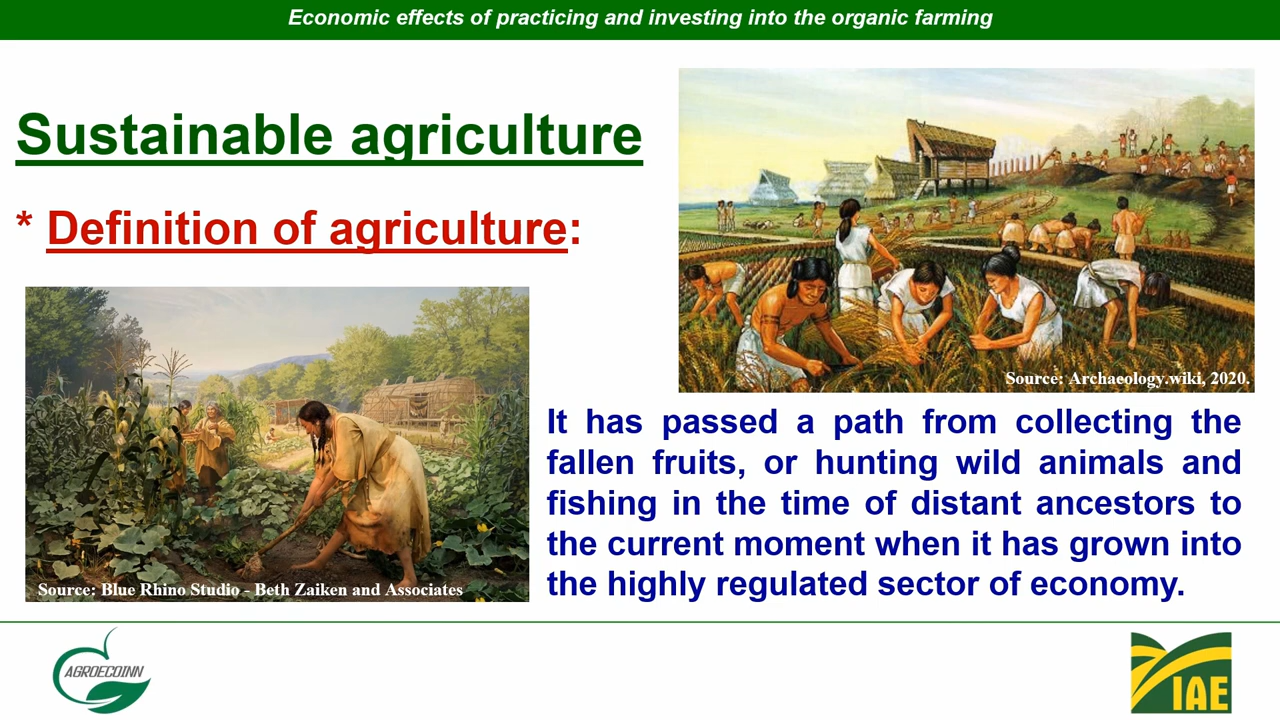 Economic effects of practicing and investing into the organic farming
Sustainable agriculture
* Definition of agriculture:
Source: Archaeology.wiki, 2020.
It has passed a path from collecting the
fallen fruits, or hunting wild animals and
fishing in the time of distant ancestors to
the current moment when it has grown into
the highly regulated sector of economy.
Source: Blue Rhino Studio - Beth Zaiken and Associates
AGROECOINN
IAE